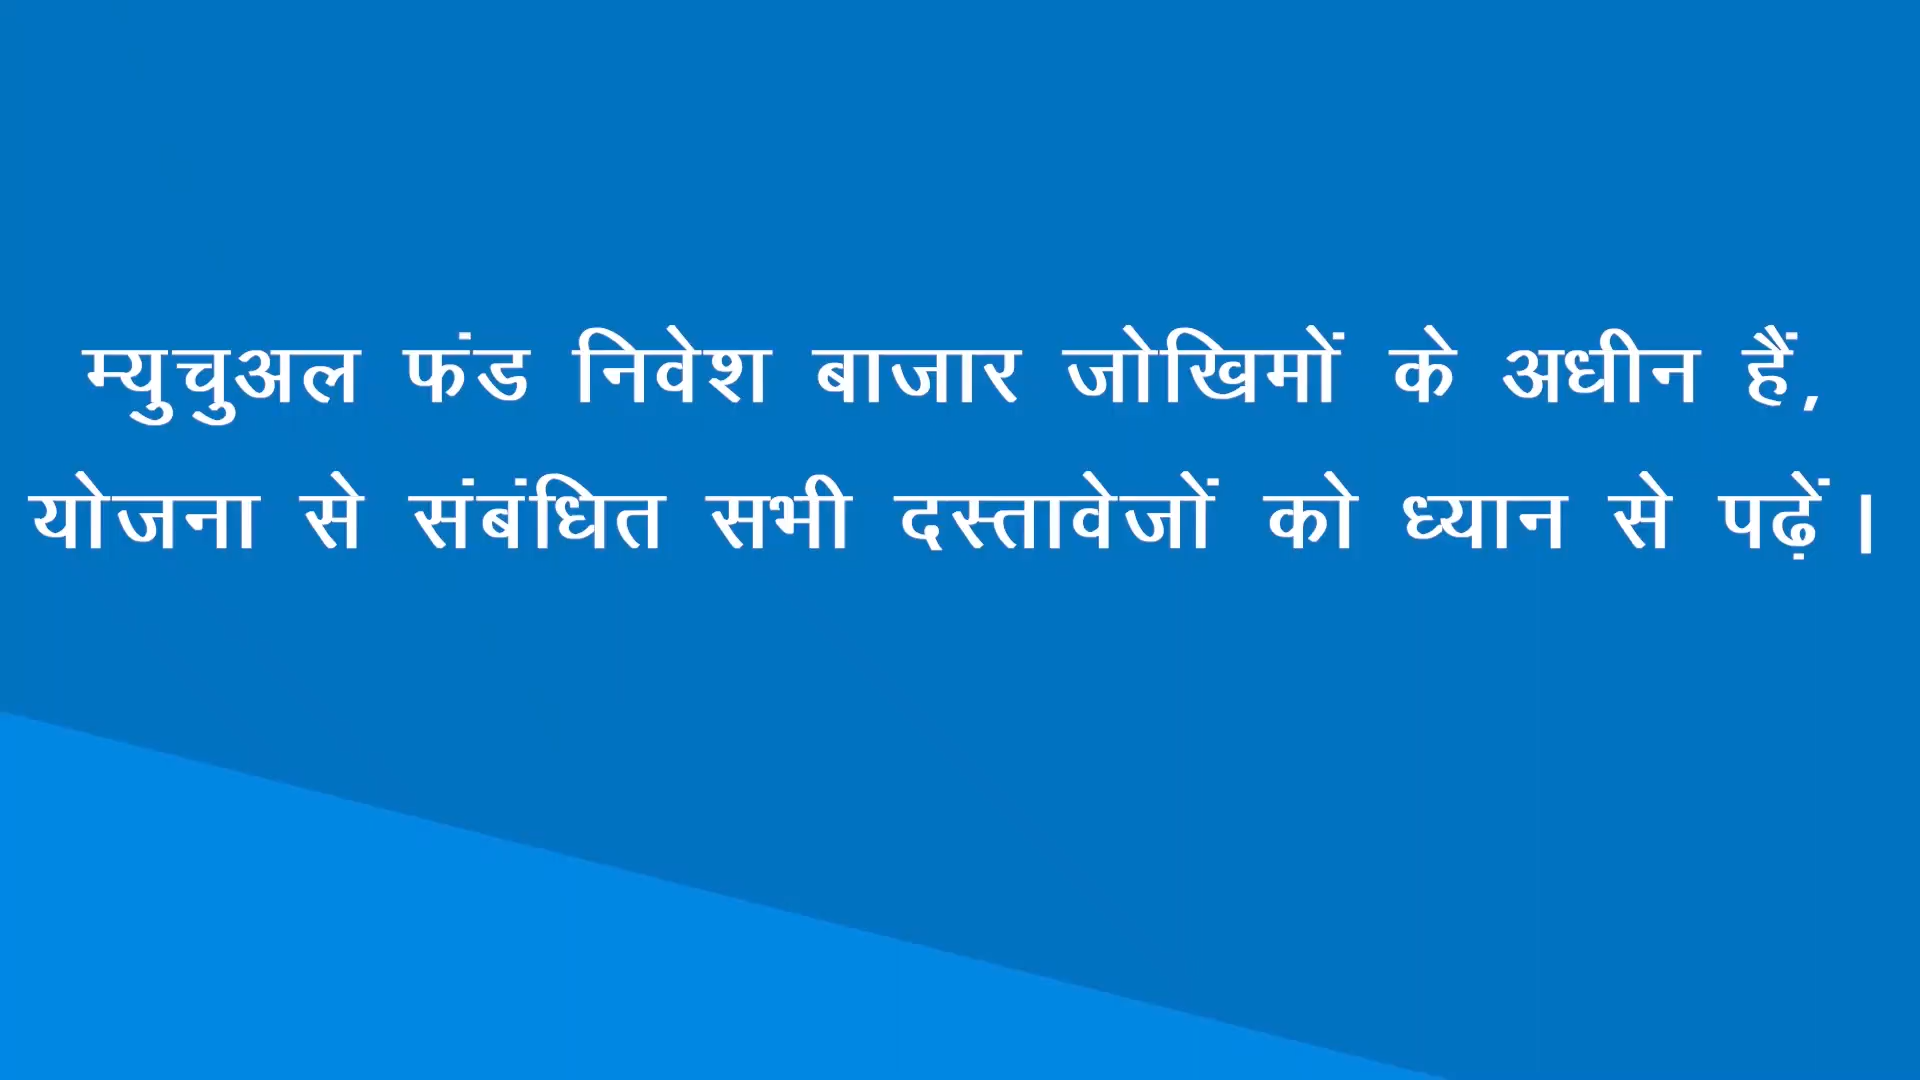 म्युचुअल फंड निवेश बाजार जोखिमों के अधीन हैं,
योजना से संबंधित सभी दस्तावेजों को ध्यान से पढ़ें।